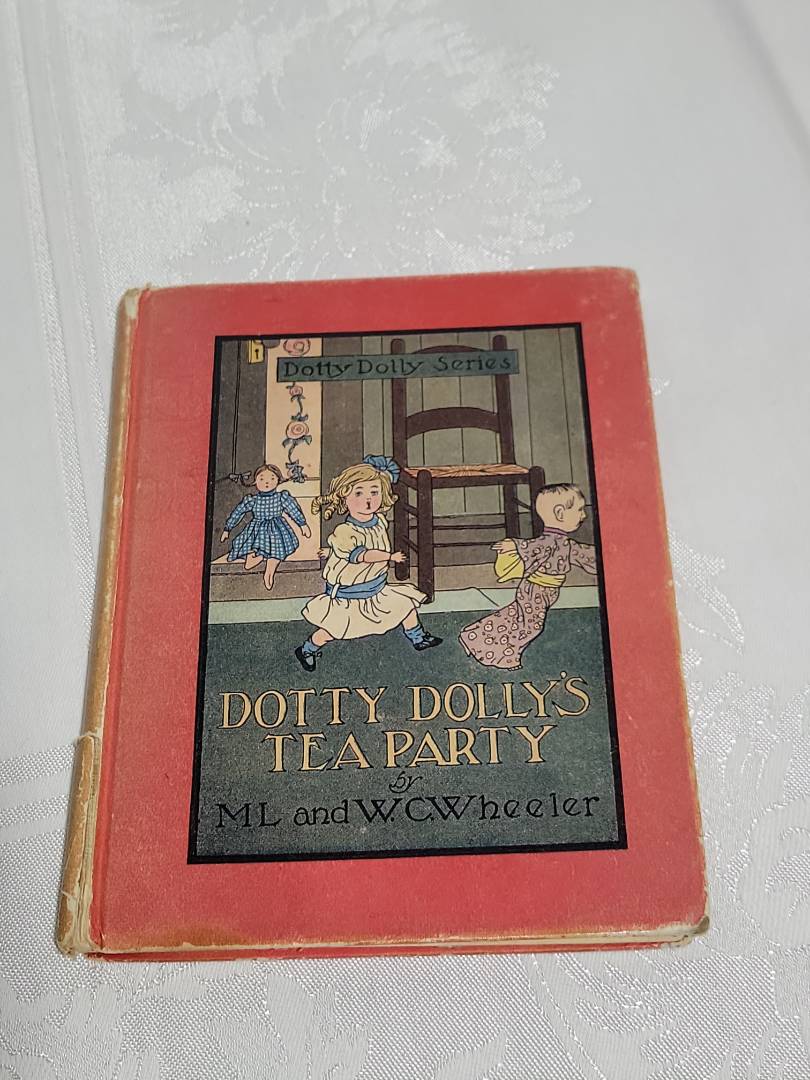 Dotty Dolly Series
DOTTY DOLLY'S
TEA PARTY
by
ML and W.C.Wheeler